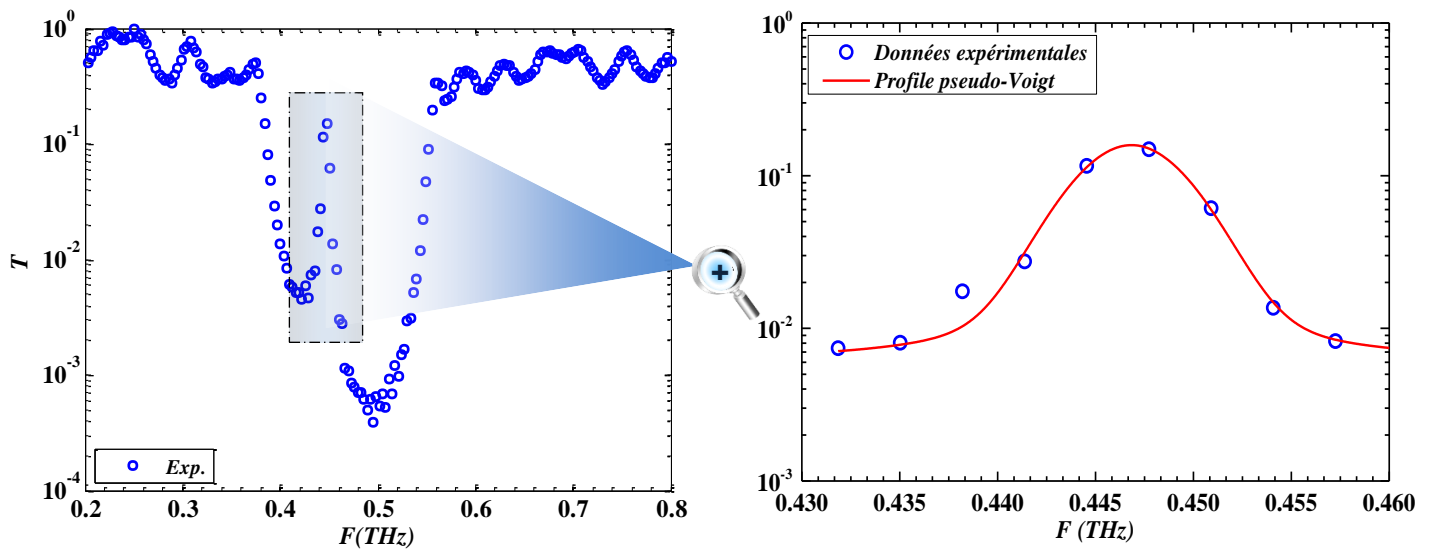 10^0
10^-1
10^-2
10^-3
10^-4
T
Exp.
0.2 0.3 0.4 0.5 0.6 0.7 0.8
F(THz)
10^0
10^-1
10^-2
10^-3
Données expérimentales
Profile pseudo-Voigt
0.430 0.435 0.440 0.445 0.450 0.455 0.460
F (THz)